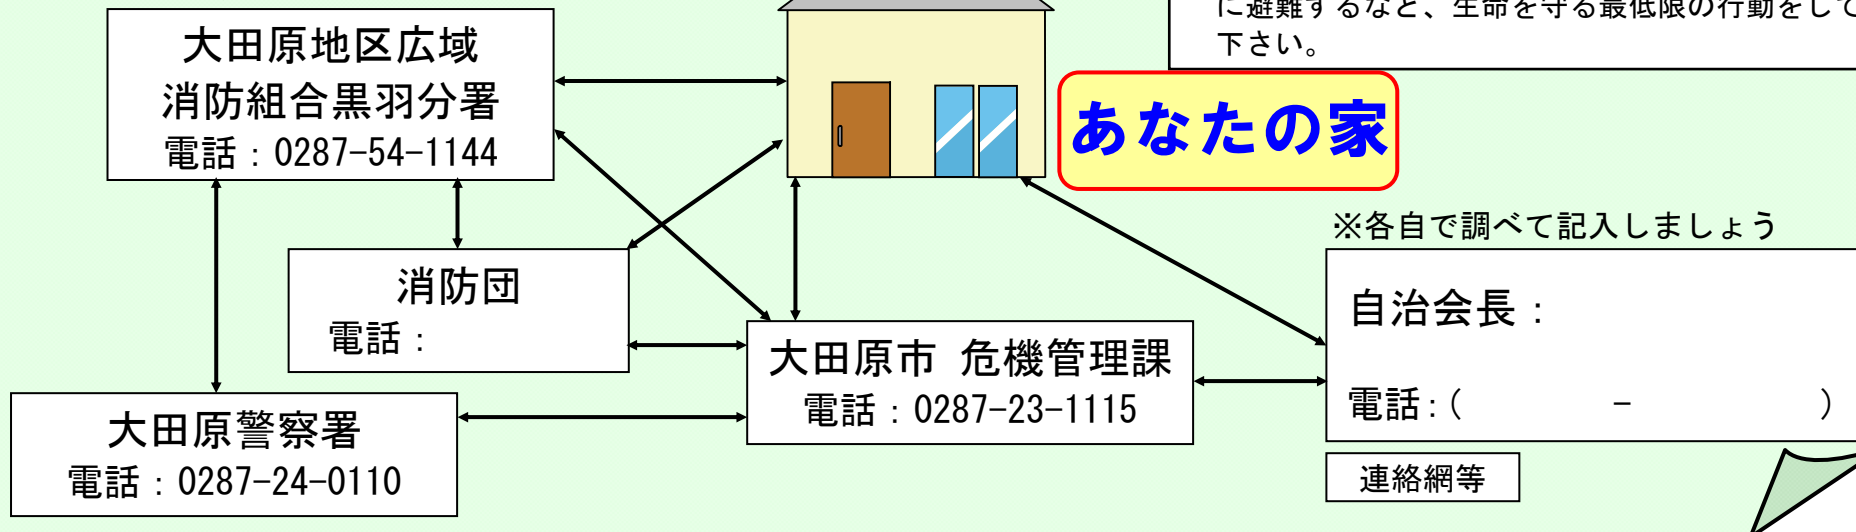 に避難するなど、生命を守る最低限の行動をして
下さい。
大田原地区広域
消防組合黒羽分署
電話：0287-54-1144
あなたの家
※各自で調べて記入しましょう
消防団
電話：
自治会長：
大田原市 危機管理課
電話：0287-23-1115
電話：(　　　－　　　)
大田原警察署
電話：0287-24-0110
連絡網等